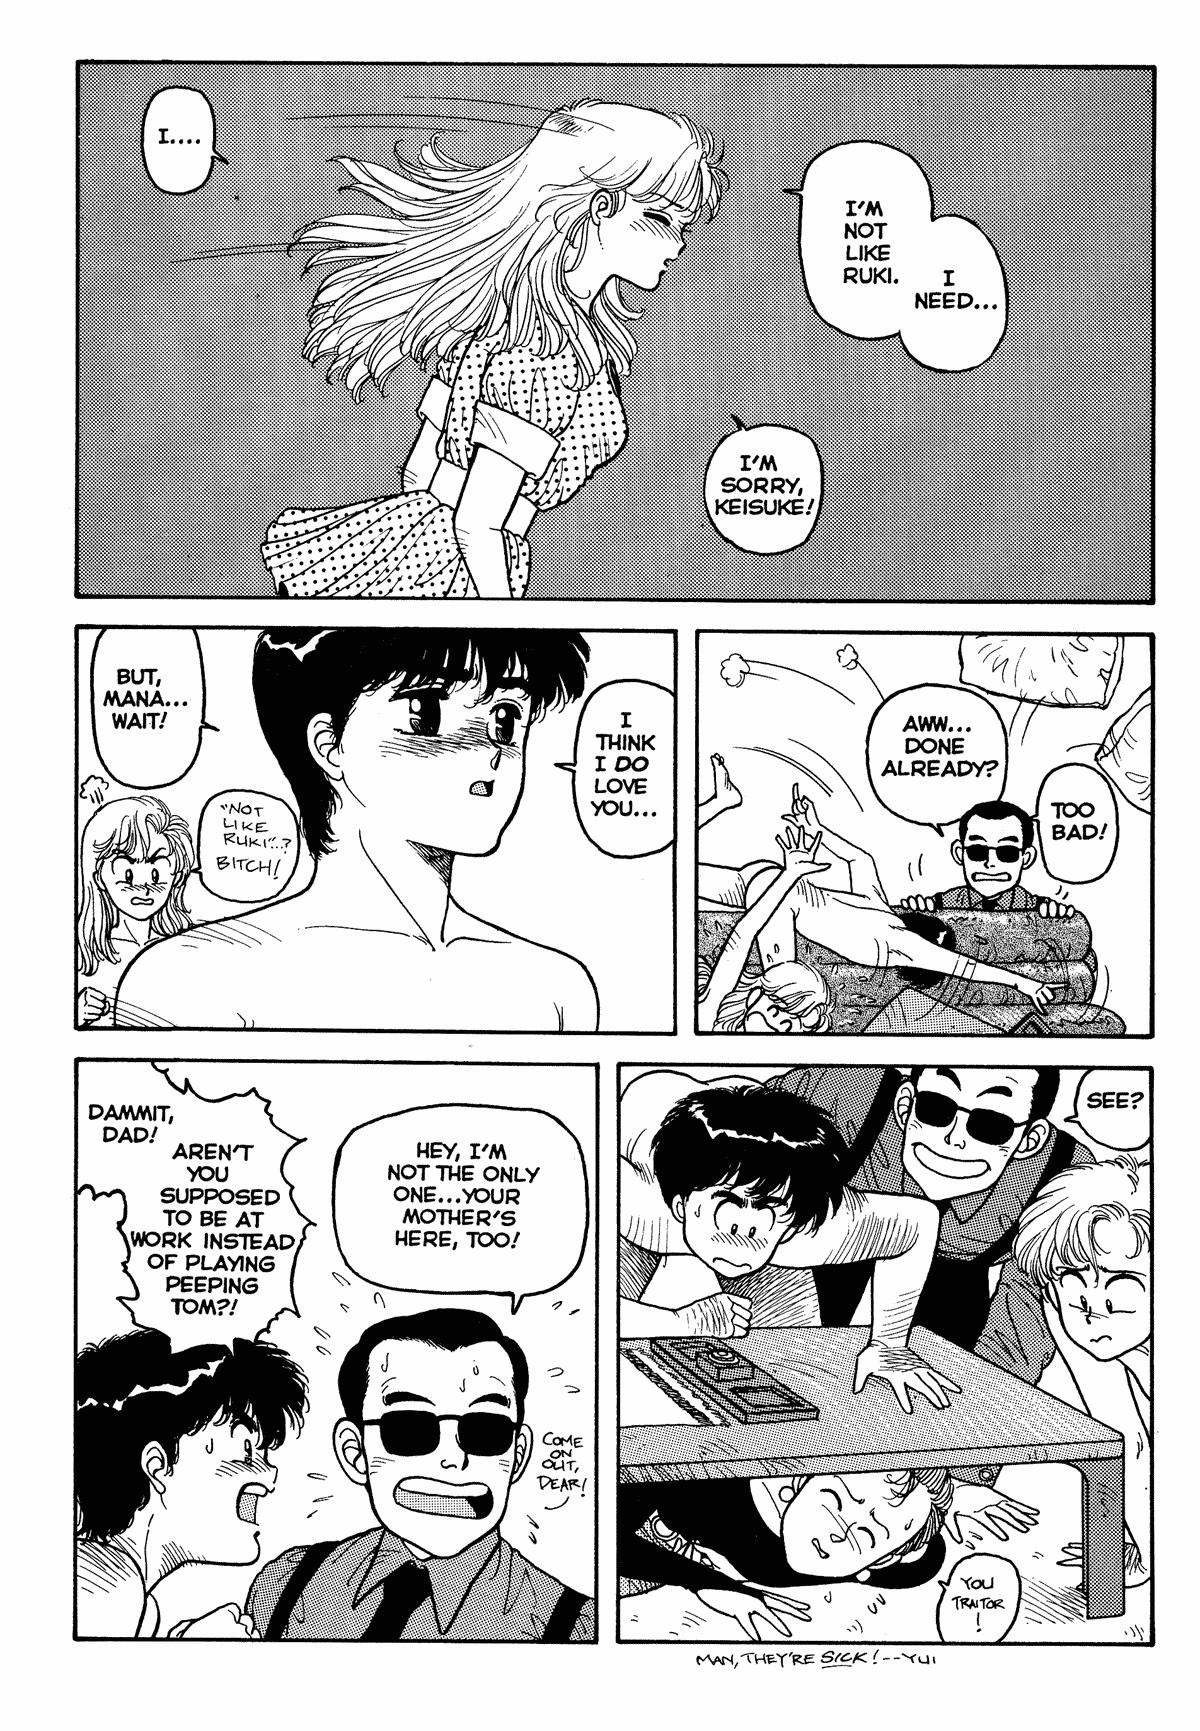 I....
I'M
NOT
LIKE
RUKI.
I
NEED...
I'M
SORRY,
KEISUKE!
BUT,
MANA...
WAIT!
"NOT
LIKE
RUKI"..?
BITCH!
I
THINK
I DO
LOVE
YOU...
AWW...
DONE
ALREADY?
TOO
BAD!
DAMMIT,
DAD!
AREN'T
YOU
SUPPOSED
TO BE AT
WORK INSTEAD
OF PLAYING
PEEPING
TOM?!
HEY, I'M
NOT THE ONLY
ONE...YOUR
MOTHER'S
HERE, TOO!
COME
ON
OUT,
DEAR!
SEE?
YOU
TRAITOR
!
MAN, THEY'RE SICK! --YUI